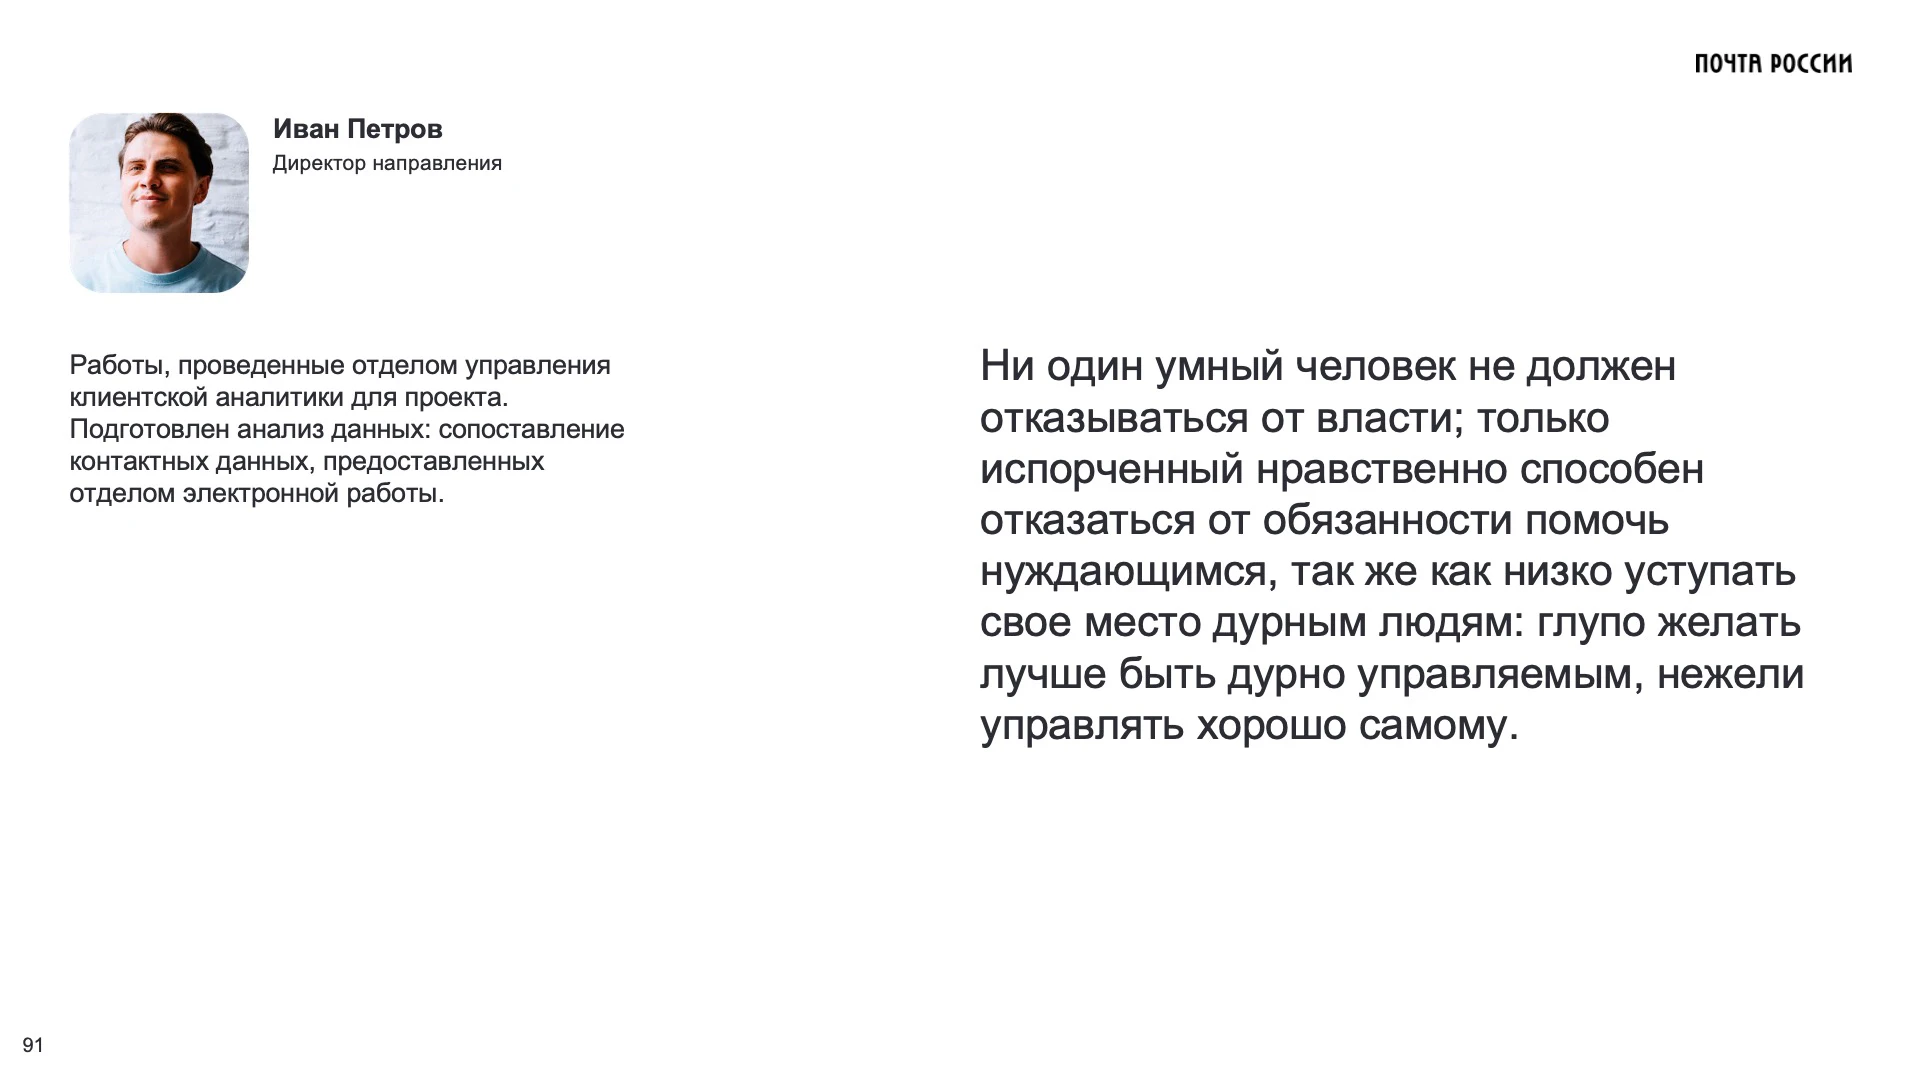 ПОЧТА РОССИИ
Иван Петров
Директор направления
Работы, проведенные отделом управления
клиентской аналитики для проекта.
Подготовлен анализ данных: сопоставление
контактных данных, предоставленных
отделом электронной работы.
Ни один умный человек не должен
отказываться от власти; только
испорченный нравственно способен
отказаться от обязанности помочь
нуждающимся, так же как низко уступать
свое место дурным людям: глупо желать
лучше быть дурно управляемым, нежели
управлять хорошо самому.
91